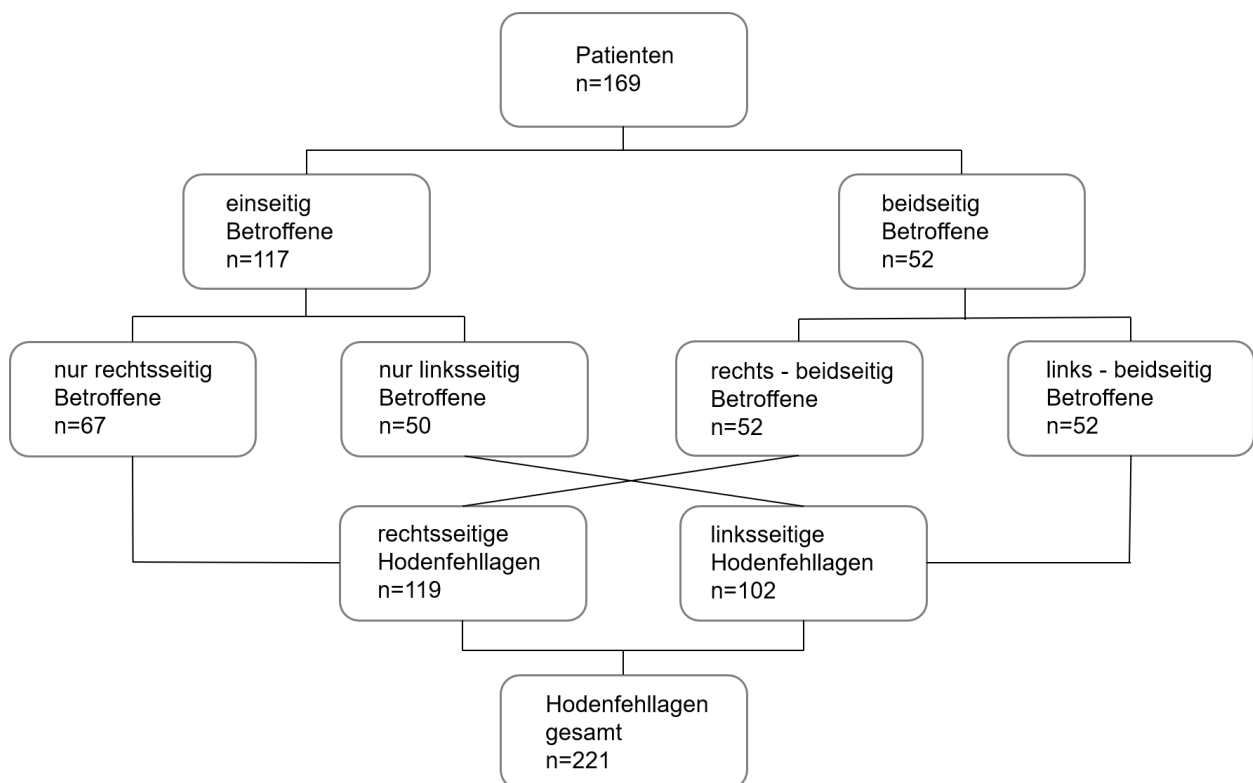 Patienten
n=169
einseitig
Betroffene
n=117
beidseitig
Betroffene
n=52
nur rechtsseitig
Betroffene
n=67
nur linksseitig
Betroffene
n=50
rechts - beidseitig
Betroffene
n=52
links - beidseitig
Betroffene
n=52
rechtsseitige
Hodenfehllagen
n=119
linksseitige
Hodenfehllagen
n=102
Hodenfehllagen
gesamt
n=221